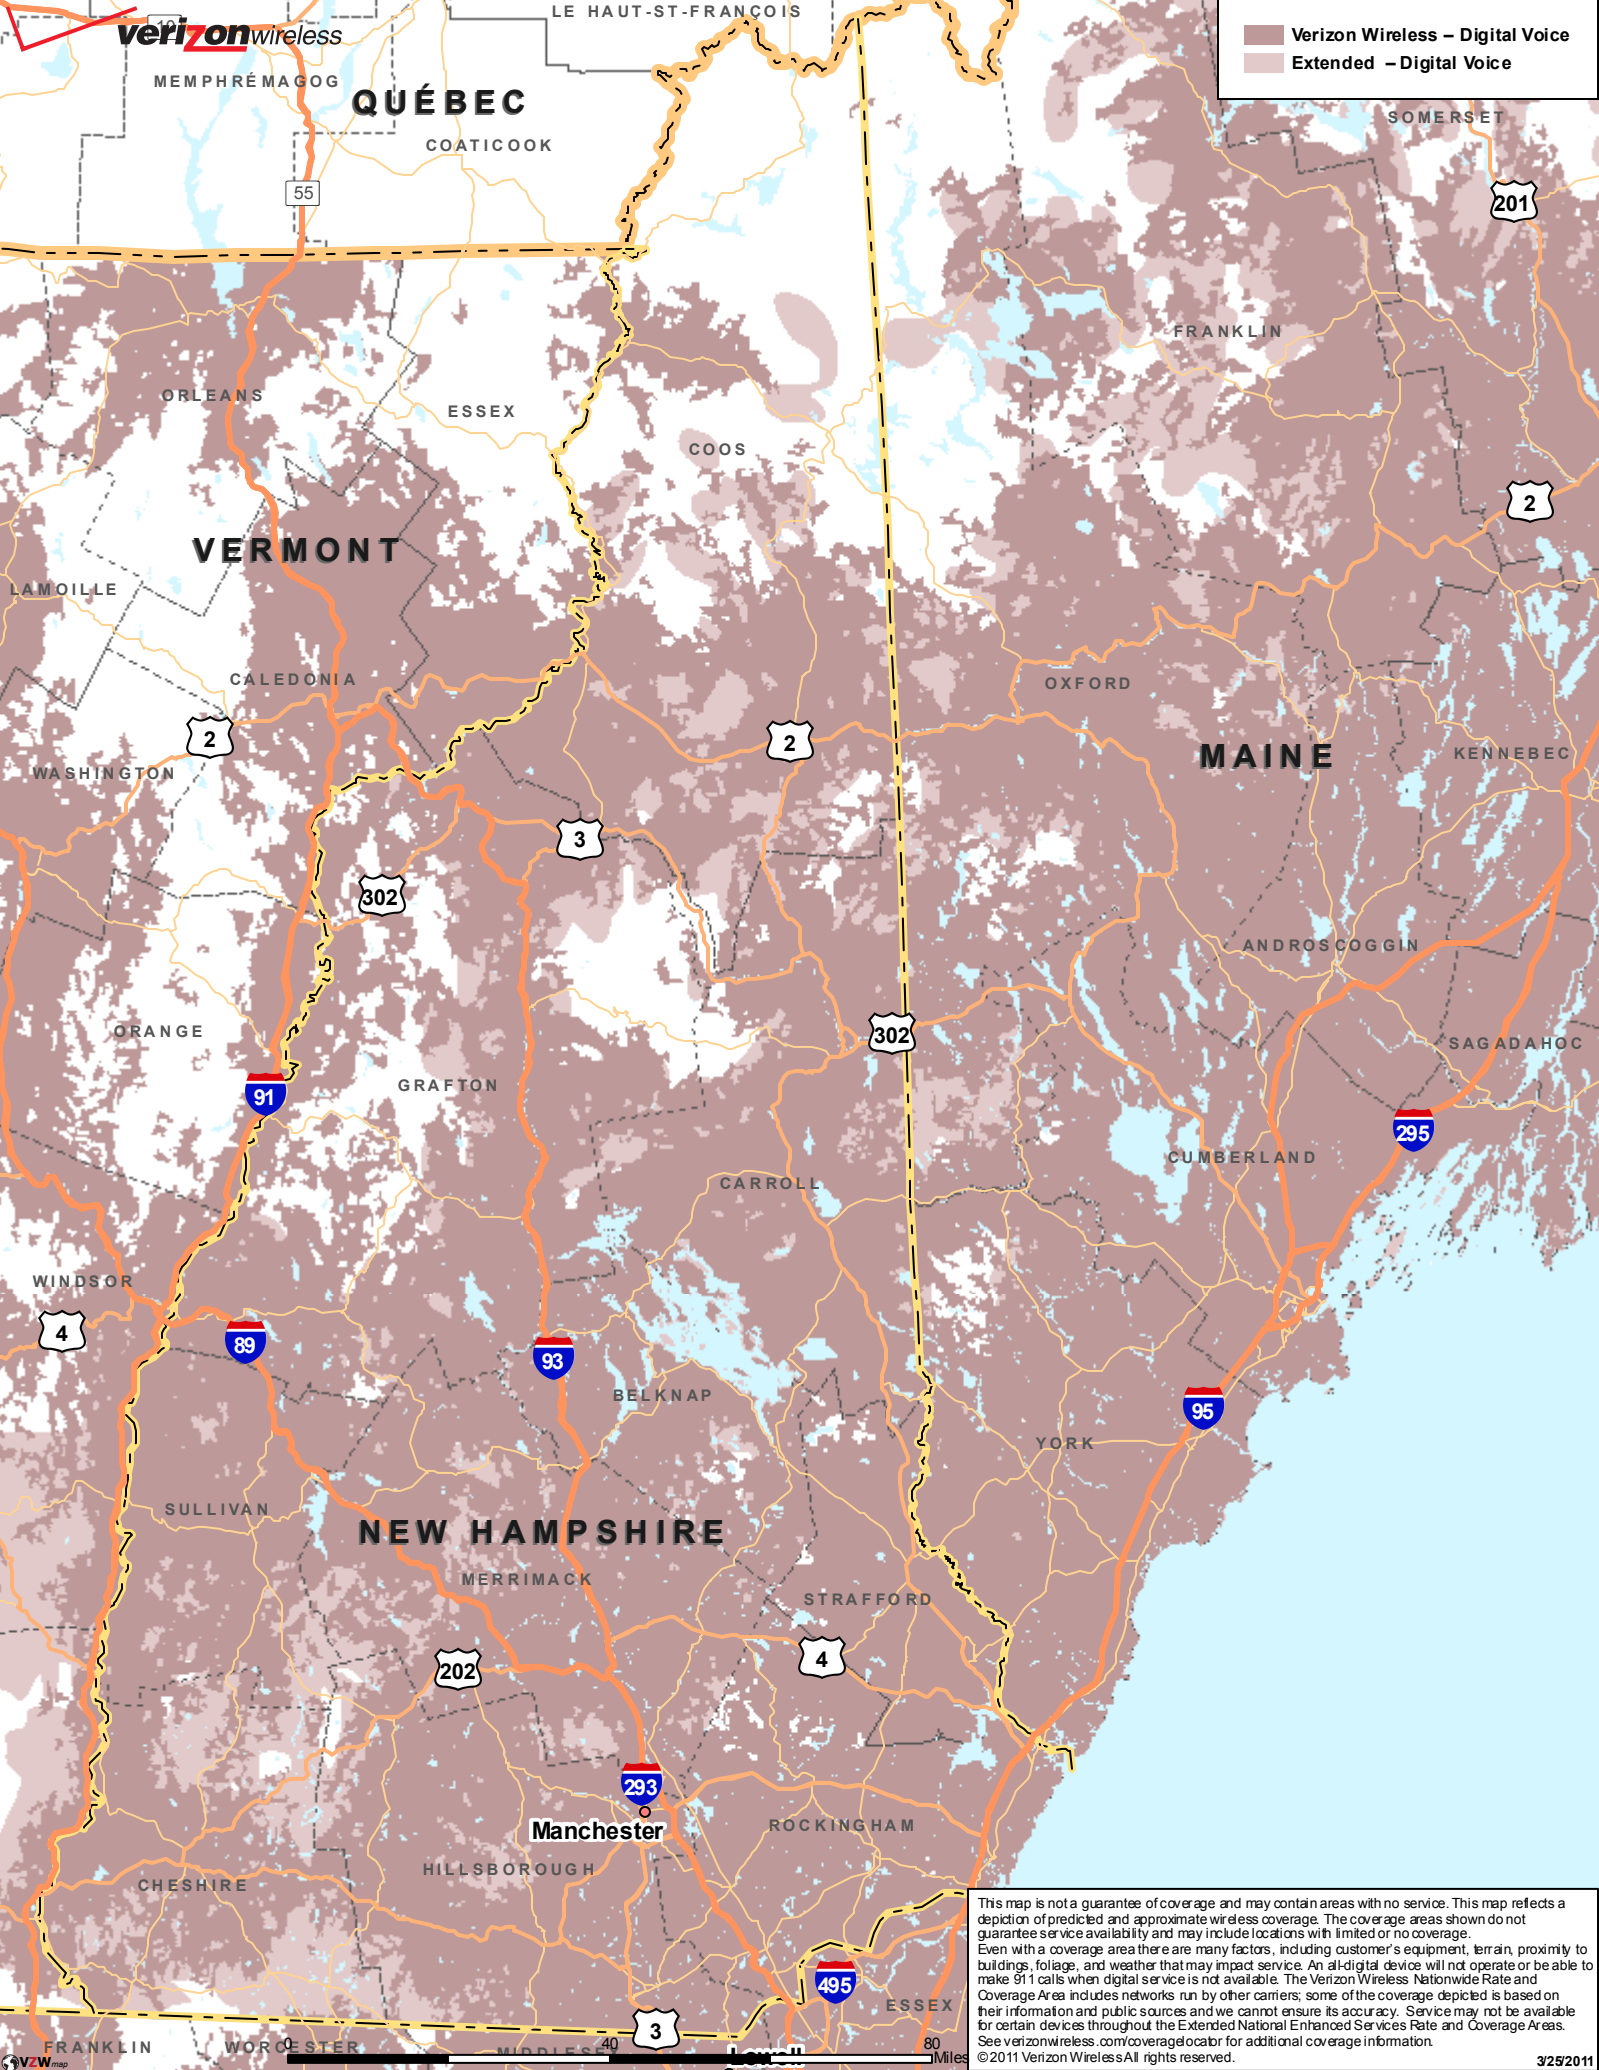 LE HAUT-ST-FRANÇOIS
verizonwireless
Verizon Wireless – Digital Voice
Extended – Digital Voice
MEMPHRÉMAGOG
QUÉBEC
COATICOOK
SOMERSET
55
201
FRANKLIN
ORLEANS
ESSEX
COOS
2
VERMONT
LAMOILLE
CALEDONIA
OXFORD
2
2
MAINE
KENNEBEC
WASHINGTON
3
302
ANDROSCOGGIN
ORANGE
302
SAGADAHOC
GRAFTON
91
295
CUMBERLAND
CARROLL
WINDSOR
4
89
93
BELKNAP
95
YORK
SULLIVAN
NEW HAMPSHIRE
MERRIMACK
STRAFFORD
202
4
293
Manchester
ROCKINGHAM
HILLSBOROUGH
CHESHIRE
495
ESSEX
3
FRANKLIN
WORCESTER
MIDDLESE
Lowell
0 40 80 Miles
VZWmap
This map is not a guarantee of coverage and may contain areas with no service. This map reflects a
depiction of predicted and approximate wireless coverage. The coverage areas shown do not
guarantee service availability and may include locations with limited or no coverage.
Even with a coverage area there are many factors, including customer's equipment, terrain, proximity to
buildings, foliage, and weather that may impact service. An all-digital device will not operate or be able to
make 911 calls when digital service is not available. The Verizon Wireless Nationwide Rate and
Coverage Area includes networks run by other carriers; some of the coverage depicted is based on
their information and public sources and we cannot ensure its accuracy. Service may not be available
for certain devices throughout the Extended National Enhanced Services Rate and Coverage Areas.
See verizonwireless.com/coveragelocator for additional coverage information.
©2011 Verizon Wireless All rights reserved.
3/25/2011